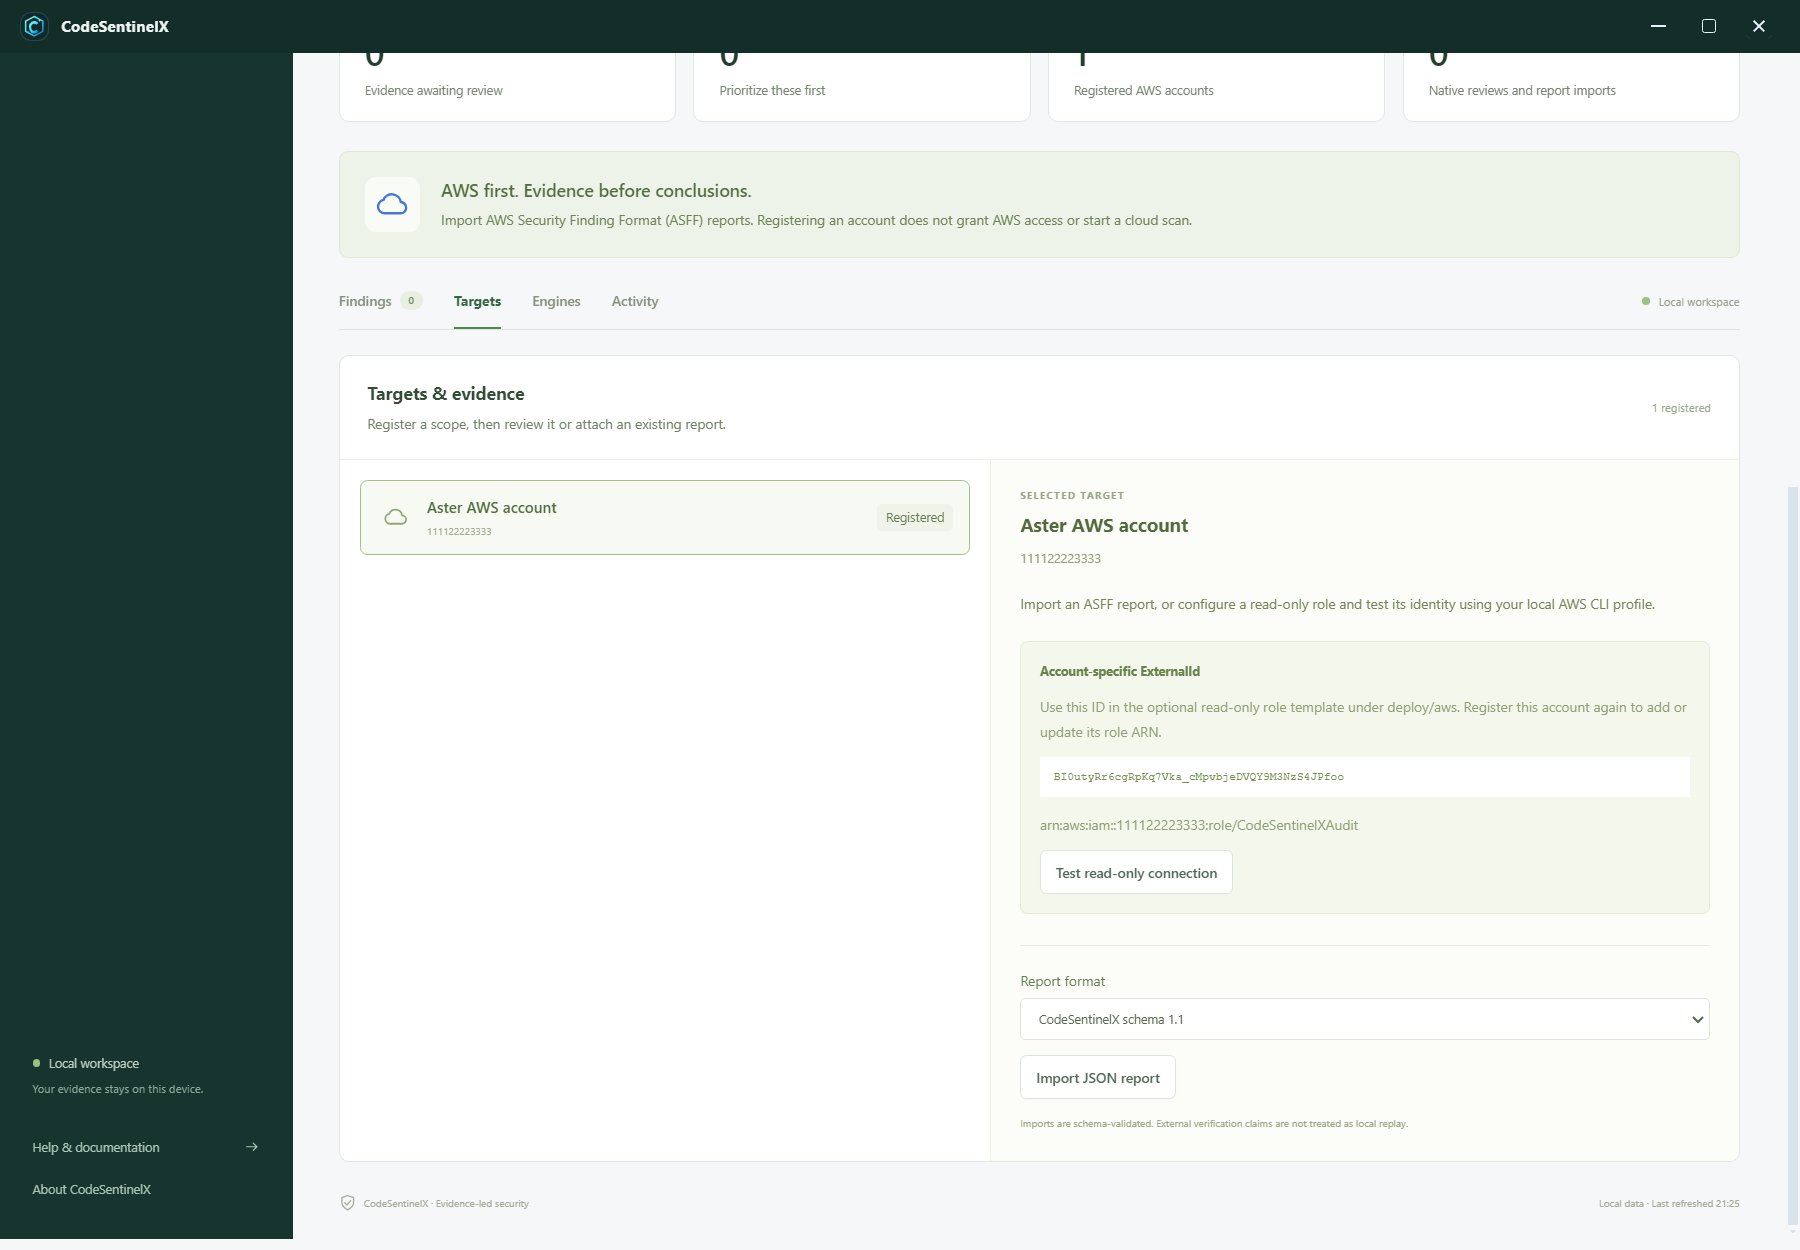 CodeSentinelX
0
Evidence awaiting review
0
Prioritize these first
1
Registered AWS accounts
0
Native reviews and report imports
AWS first. Evidence before conclusions.
Import AWS Security Finding Format (ASFF) reports. Registering an account does not grant AWS access or start a cloud scan.
Findings 0 Targets Engines Activity
Local workspace
Targets & evidence
Register a scope, then review it or attach an existing report.
1 registered
Aster AWS account
111122223333
Registered
SELECTED TARGET
Aster AWS account
111122223333
Import an ASFF report, or configure a read-only role and test its identity using your local AWS CLI profile.
Account-specific ExternalId
Use this ID in the optional read-only role template under deploy/aws. Register this account again to add or
update its role ARN.
BI0utyRr6cgRpKq7Vka_cMpvbjeDVQY9M3NzS4JPfoo
arn:aws:iam::111122223333:role/CodeSentinelXAudit
Test read-only connection
Report format
CodeSentinelX schema 1.1
Import JSON report
Imports are schema-validated. External verification claims are not treated as local replay.
Local workspace
Your evidence stays on this device.
Help & documentation
About CodeSentinelX
CodeSentinelX · Evidence-led security
Local data · Last refreshed 21:25